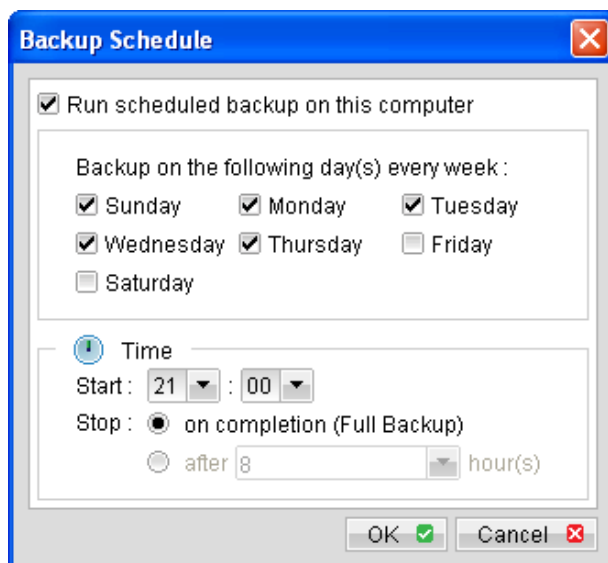 Backup Schedule
Run scheduled backup on this computer
Backup on the following day(s) every week :
Sunday Monday Tuesday
Wednesday Thursday Friday
Saturday
Time
Start : 21 : 00
Stop : on completion (Full Backup)
after 8 hour(s)
OK Cancel